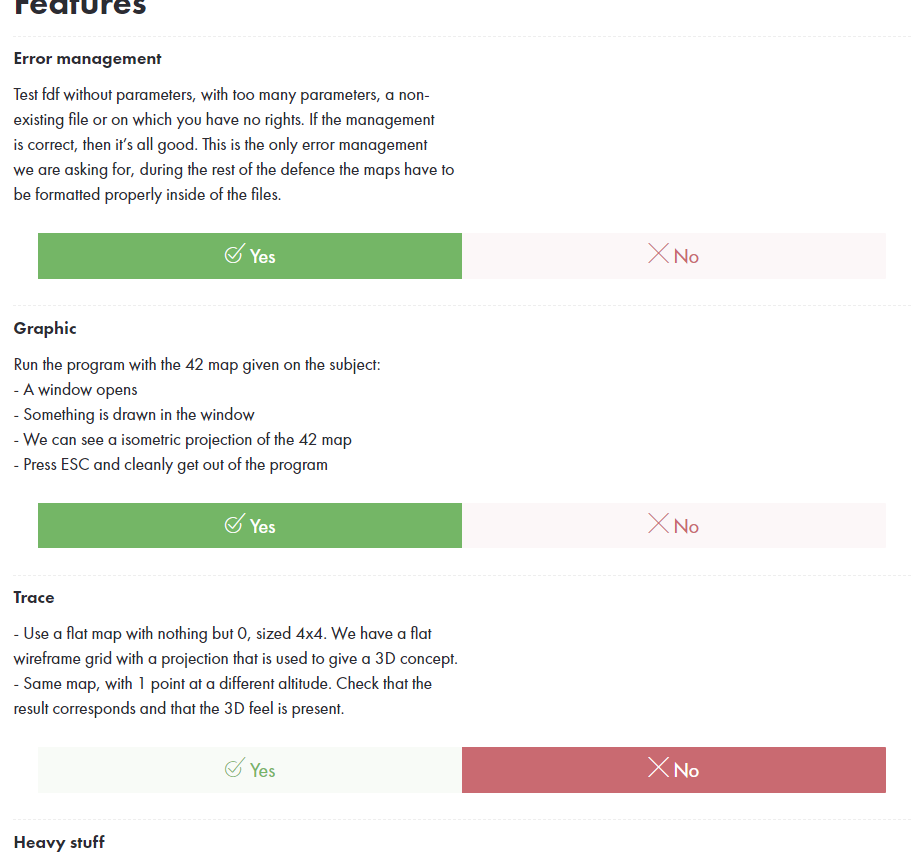 Features
Error management
Test fdf without parameters, with too many parameters, a non-
existing file or on which you have no rights. If the management
is correct, then it’s all good. This is the only error management
we are asking for, during the rest of the defence the maps have to
be formatted properly inside of the files.
Yes
No
Graphic
Run the program with the 42 map given on the subject:
- A window opens
- Something is drawn in the window
- We can see a isometric projection of the 42 map
- Press ESC and cleanly get out of the program
Yes
No
Trace
- Use a flat map with nothing but 0, sized 4x4. We have a flat
wireframe grid with a projection that is used to give a 3D concept.
- Same map, with 1 point at a different altitude. Check that the
result corresponds and that the 3D feel is present.
Yes
No
Heavy stuff